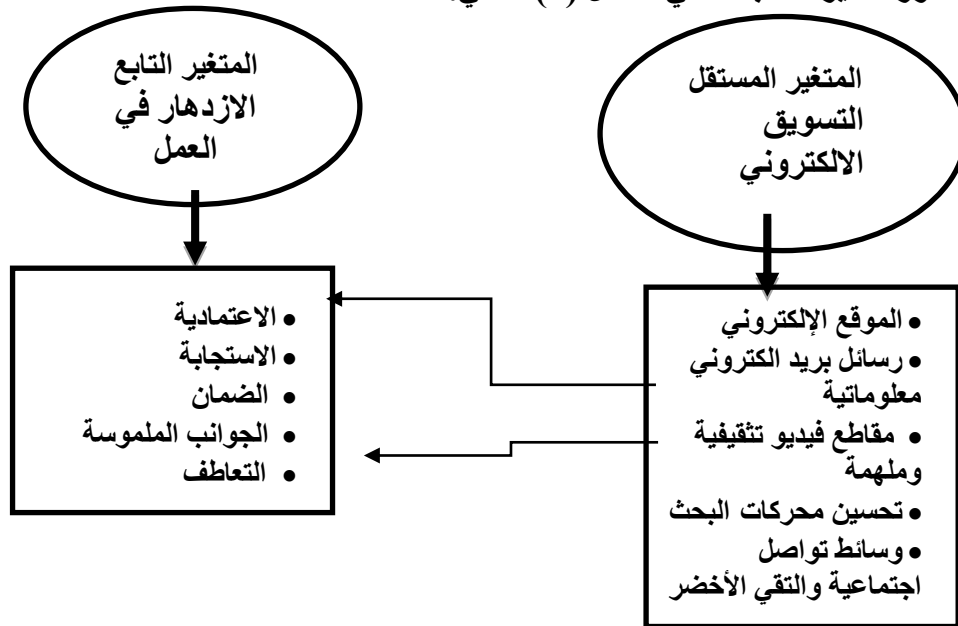 المتغير المستقل
التسويق
الالكتروني
المتغير التابع
الازدهار في
العمل
• الموقع الإلكتروني
• رسائل بريد الكتروني
معلوماتية
• مقاطع فيديو تثقيفية
وملهمة
• تحسين محركات البحث
• وسائط تواصل
اجتماعية والتقي الأخضر
• الاعتمادية
• الاستجابة
• الضمان
• الجوانب الملموسة
• التعاطف